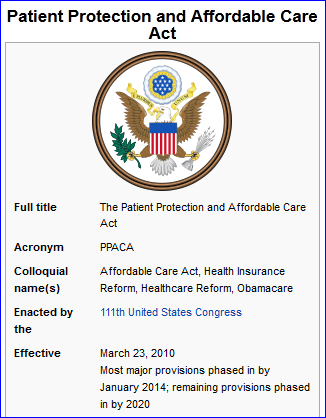 Patient Protection and Affordable Care
Act
Full title The Patient Protection and Affordable Care
Act
Acronym PPACA
Colloquial Affordable Care Act, Health Insurance
name(s) Reform, Healthcare Reform, Obamacare
Enacted by 111th United States Congress
the
Effective March 23, 2010
Most major provisions phased in by
January 2014; remaining provisions phased
in by 2020